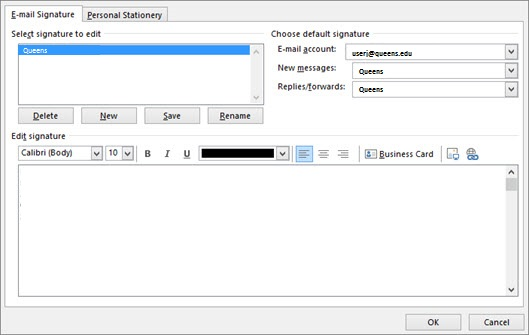 E-mail Signature Personal Stationery
Select signature to edit
Queens
Delete New Save Rename
Choose default signature
E-mail account: userj@queens.edu
New messages: Queens
Replies/forwards: Queens
Edit signature
Calibri (Body) 10 B I U Business Card
OK Cancel